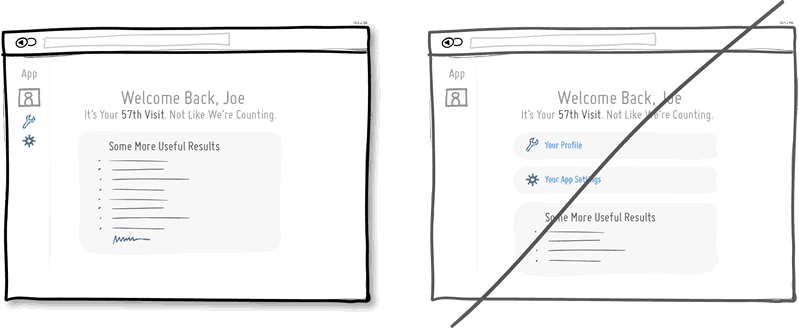 App
Welcome Back, Joe
It's Your 57th Visit. Not Like We're Counting.
Some More Useful Results
App
Welcome Back, Joe
It's Your 57th Visit. Not Like We're Counting.
Your Profile
Your App Settings
Some More Useful Results